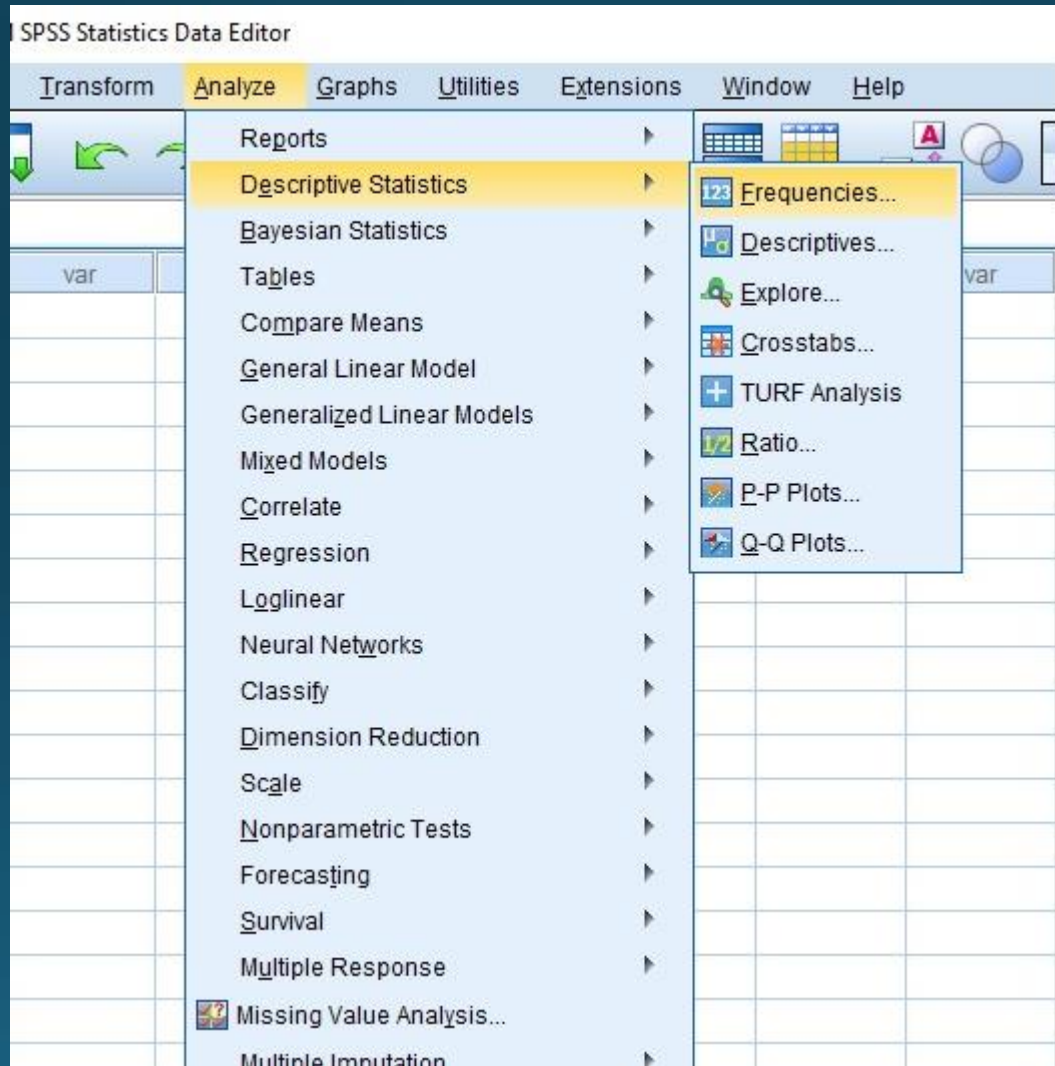 SPSS Statistics Data Editor
Transform Analyze Graphs Utilities Extensions Window Help
A
var
var
Reports
Descriptive Statistics
Bayesian Statistics
Tables
Compare Means
General Linear Model
Generalized Linear Models
Mixed Models
Correlate
Regression
Loglinear
Neural Networks
Classify
Dimension Reduction
Scale
Nonparametric Tests
Forecasting
Survival
Multiple Response
Missing Value Analysis...
Multiple Imputation
123 Frequencies...
Descriptives...
Explore...
Crosstabs...
TURF Analysis
1/2 Ratio...
P-P Plots...
Q-Q Plots...